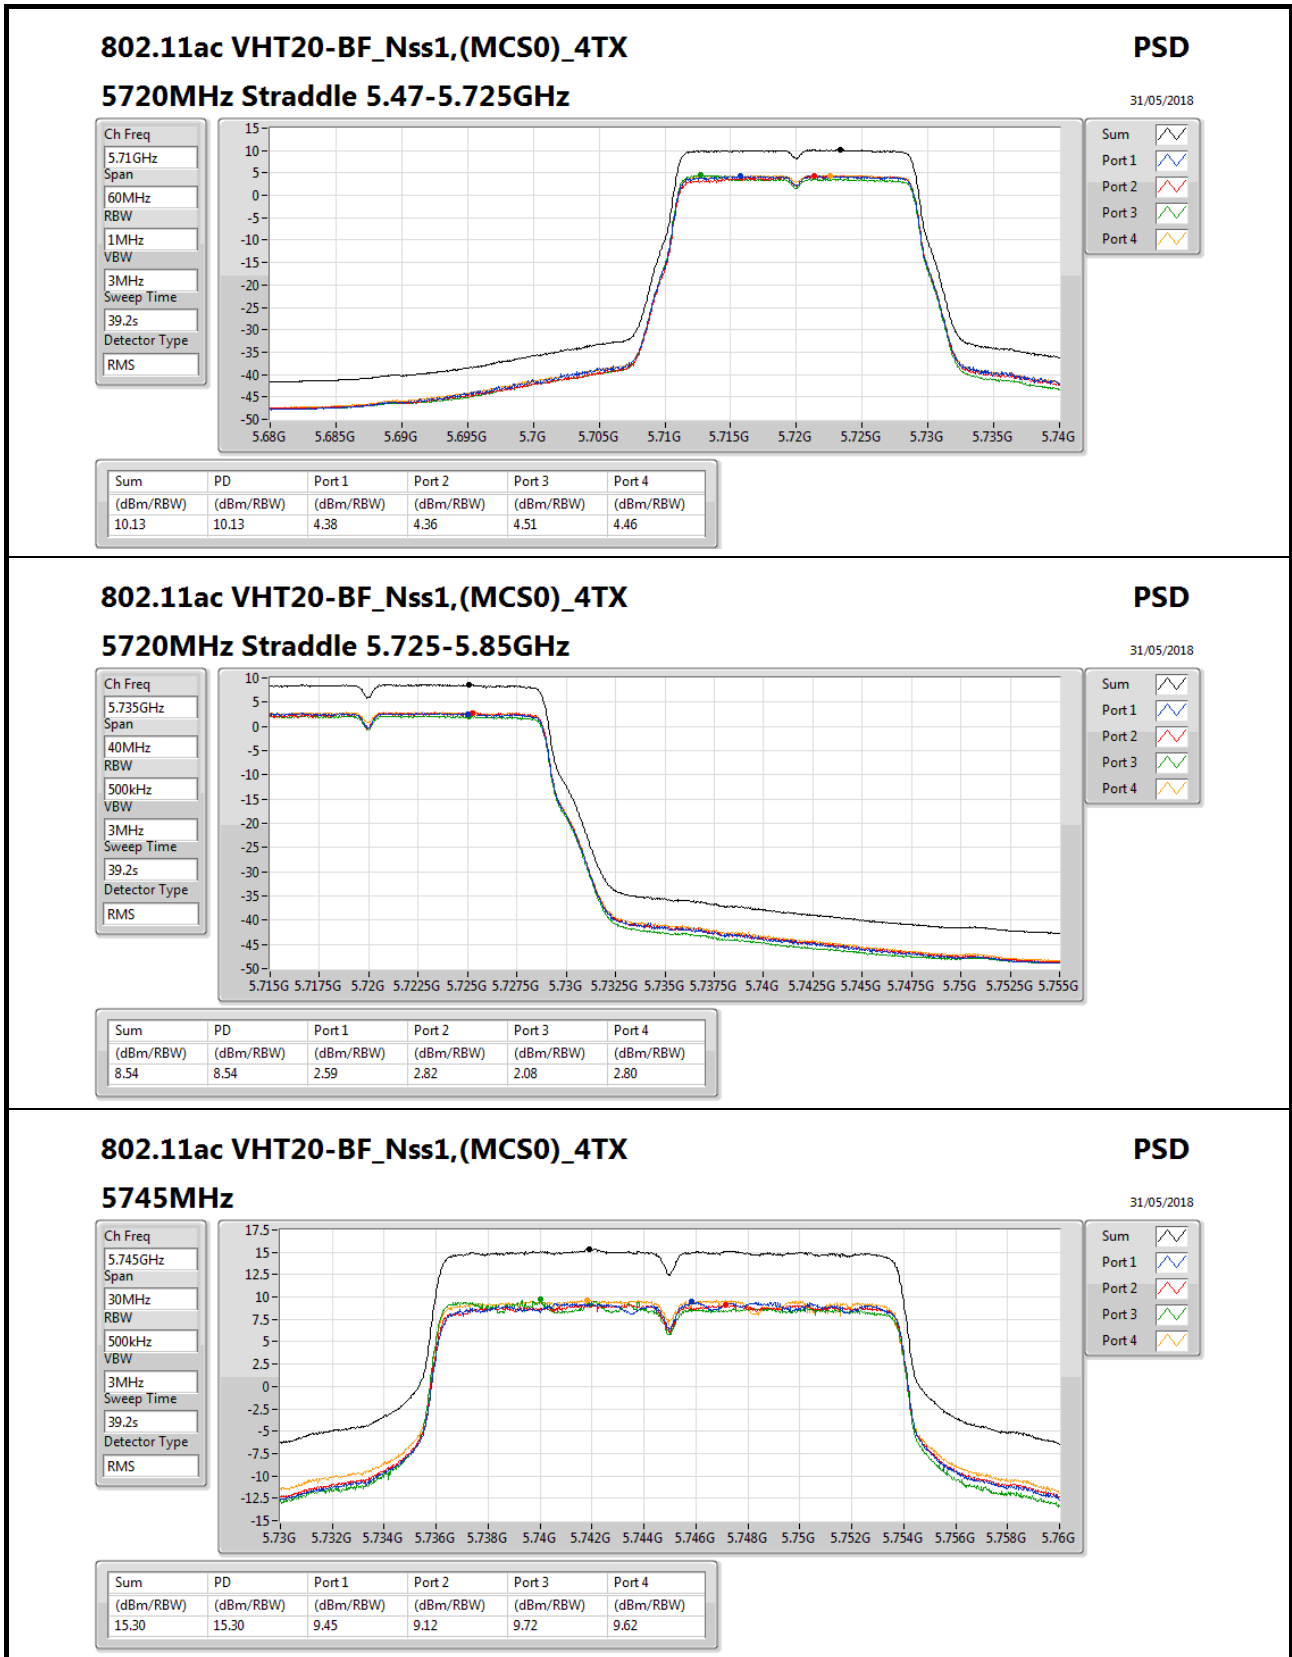 802.11ac VHT20-BF_Nss1,(MCS0)_4TX PSD
5720MHz Straddle 5.47-5.725GHz 31/05/2018
Ch Freq
5.71GHz
Span
60MHz
RBW
1MHz
VBW
3MHz
Sweep Time
39.2s
Detector Type
RMS
15
10
5
0
-5
-10
-15
-20
-25
-30
-35
-40
-45
-50
5.68G 5.685G 5.69G 5.695G 5.7G 5.705G 5.71G 5.715G 5.72G 5.725G 5.73G 5.735G 5.74G
Sum
Port 1
Port 2
Port 3
Port 4
Sum PD Port 1 Port 2 Port 3 Port 4
(dBm/RBW) (dBm/RBW) (dBm/RBW) (dBm/RBW) (dBm/RBW) (dBm/RBW)
10.13 10.13 4.38 4.36 4.51 4.46
802.11ac VHT20-BF_Nss1,(MCS0)_4TX PSD
5720MHz Straddle 5.725-5.85GHz 31/05/2018
Ch Freq
5.735GHz
Span
40MHz
RBW
500kHz
VBW
3MHz
Sweep Time
39.2s
Detector Type
RMS
10
5
0
-5
-10
-15
-20
-25
-30
-35
-40
-45
-50
5.715G 5.7175G 5.72G 5.7225G 5.725G 5.7275G 5.73G 5.7325G 5.735G 5.7375G 5.74G 5.7425G 5.745G 5.7475G 5.75G 5.7525G 5.755G
Sum
Port 1
Port 2
Port 3
Port 4
Sum PD Port 1 Port 2 Port 3 Port 4
(dBm/RBW) (dBm/RBW) (dBm/RBW) (dBm/RBW) (dBm/RBW) (dBm/RBW)
8.54 8.54 2.59 2.82 2.08 2.80
802.11ac VHT20-BF_Nss1,(MCS0)_4TX PSD
5745MHz 31/05/2018
Ch Freq
5.745GHz
Span
30MHz
RBW
500kHz
VBW
3MHz
Sweep Time
39.2s
Detector Type
RMS
17.5
15
12.5
10
7.5
5
2.5
0
-2.5
-5
-7.5
-10
-12.5
-15
5.73G 5.732G 5.734G 5.736G 5.738G 5.74G 5.742G 5.744G 5.746G 5.748G 5.75G 5.752G 5.754G 5.756G 5.758G 5.76G
Sum
Port 1
Port 2
Port 3
Port 4
Sum PD Port 1 Port 2 Port 3 Port 4
(dBm/RBW) (dBm/RBW) (dBm/RBW) (dBm/RBW) (dBm/RBW) (dBm/RBW)
15.30 15.30 9.45 9.12 9.72 9.62